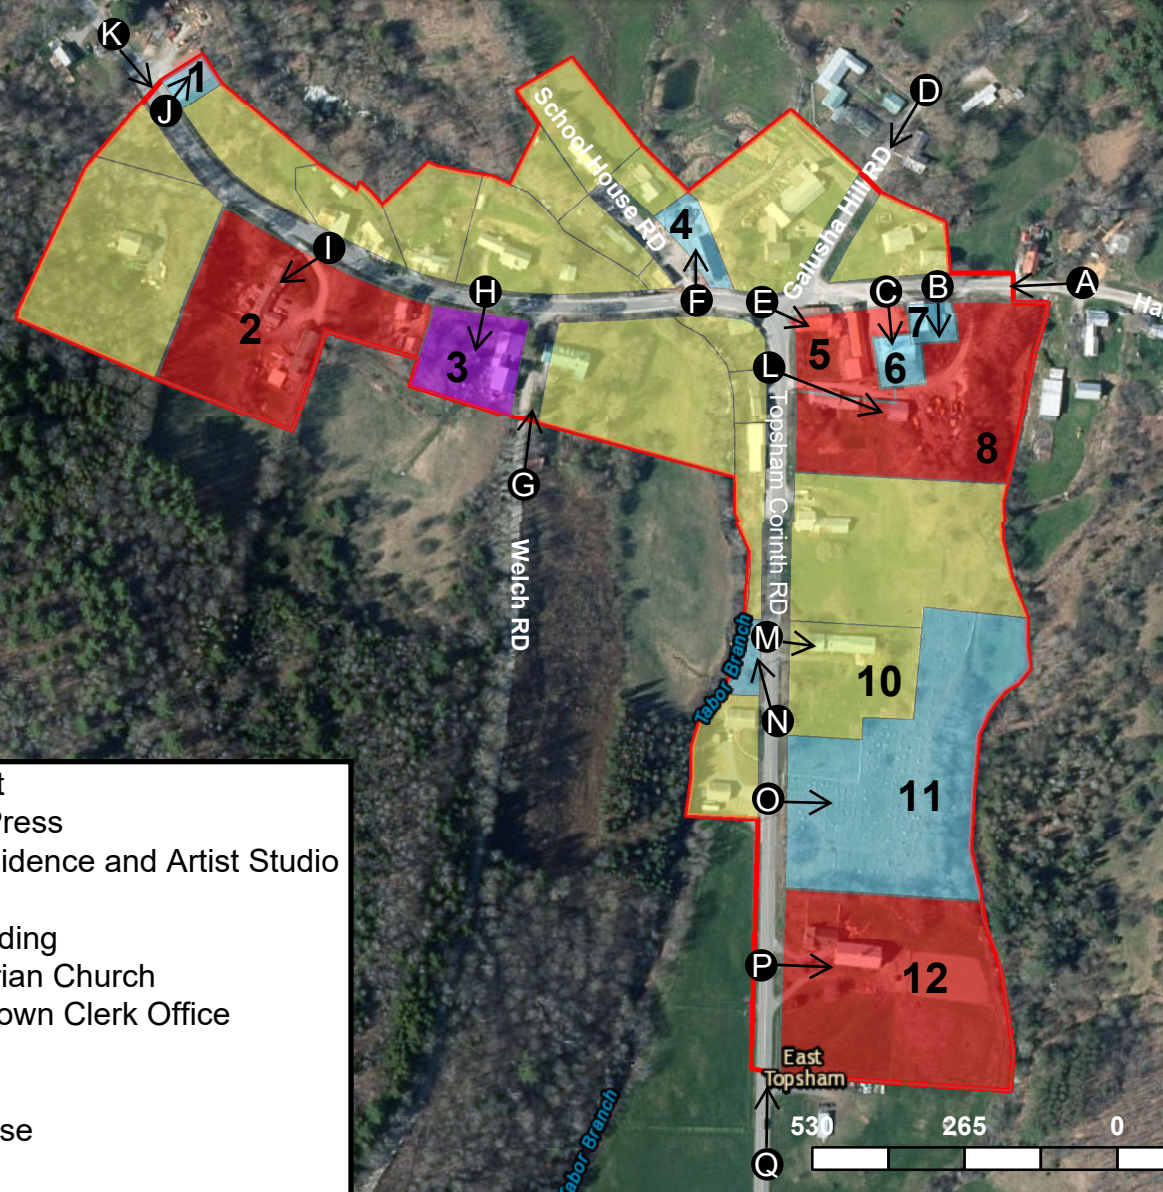 K
1
J
D
School House RD
Galusha Hill RD
4
I
A
H
F
E
C
B
Ha
7
2
3
5
6
L
8
G
Topsham Corinth RD
Welch RD
M
Tabor Branch
10
N
O
11
t
Press
idence and Artist Studio
ding
rian Church
own Clerk Office
se
P
12
East
Topsham
530
265
0
Tabor Branch
Q